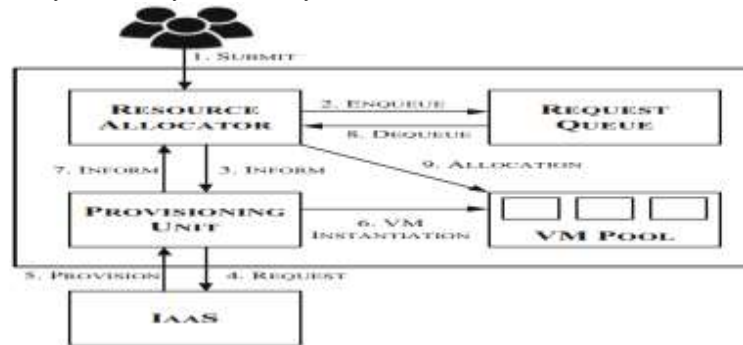 1. SUBMIT
RESOURCE
ALLOCATOR
2. ENQUEUE
8. DEQUEUE
REQUEST
QUEUE
7. INFORM
3. INFORM
9. ALLOCATION
PROVISIONING
UNIT
6. VM
INSTANTIATION
VM POOL
5. PROVISION
4. REQUEST
IAAS